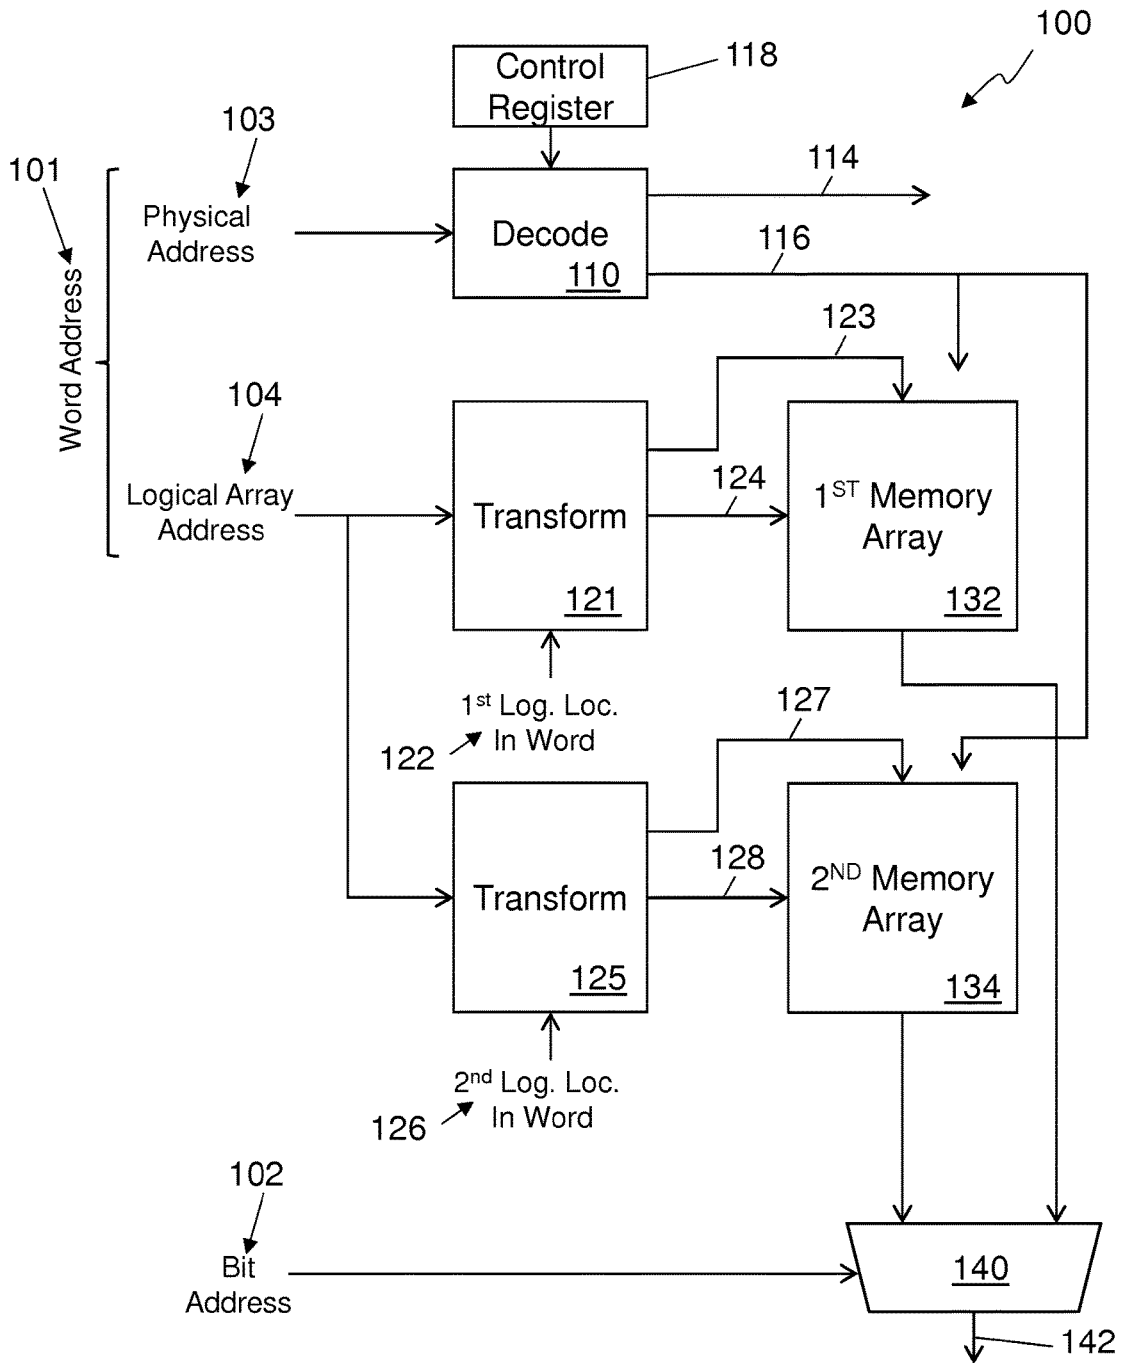 100
Control
Register
118
103
101
Physical
Address
Decode
110
114
116
Word Address
123
104
Logical Array
Address
Transform
121
124
1ST Memory
Array
132
1st Log. Loc.
In Word
122
127
Transform
125
128
2ND Memory
Array
134
2nd Log. Loc.
In Word
126
102
Bit
Address
140
142